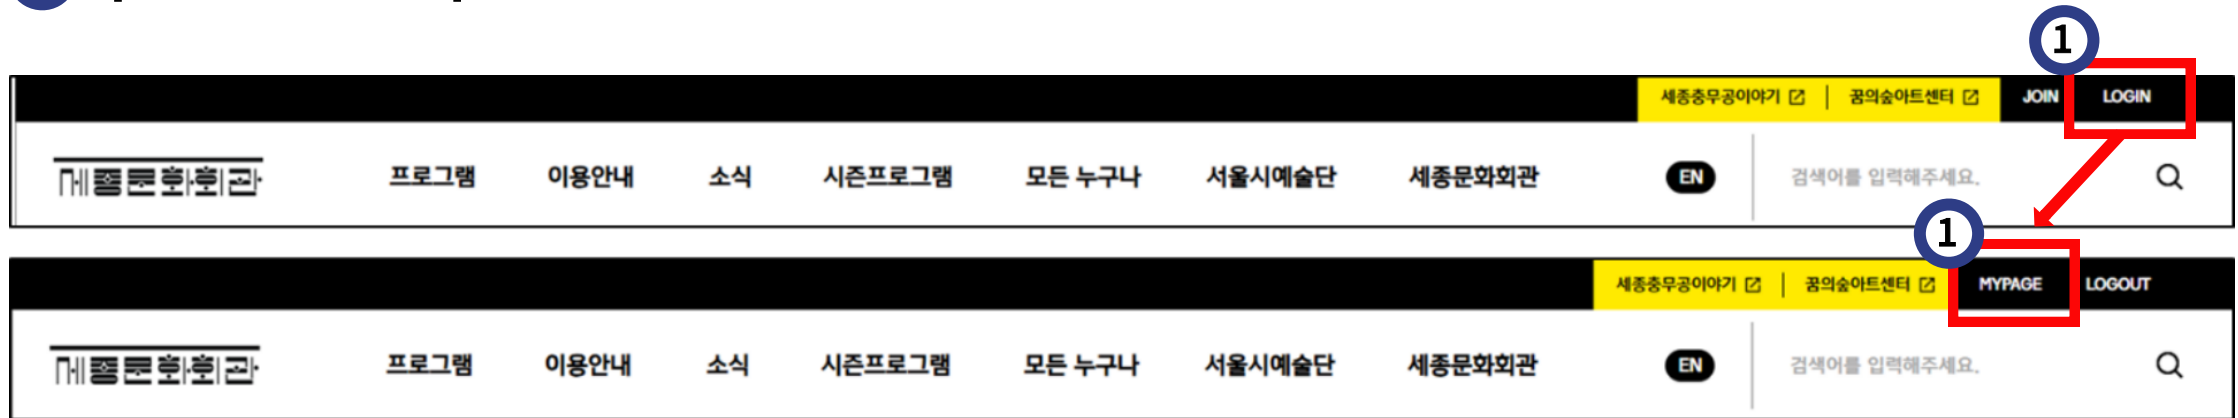 1
세종충무공이야기 | 꿈의숲아트센터 JOIN LOGIN
세종문화회관 프로그램 이용안내 소식 시즌프로그램 모든 누구나 서울시예술단 세종문화회관 EN 검색어를 입력해주세요.
1
세종충무공이야기 | 꿈의숲아트센터 MYPAGE LOGOUT
세종문화회관 프로그램 이용안내 소식 시즌프로그램 모든 누구나 서울시예술단 세종문화회관 EN 검색어를 입력해주세요.